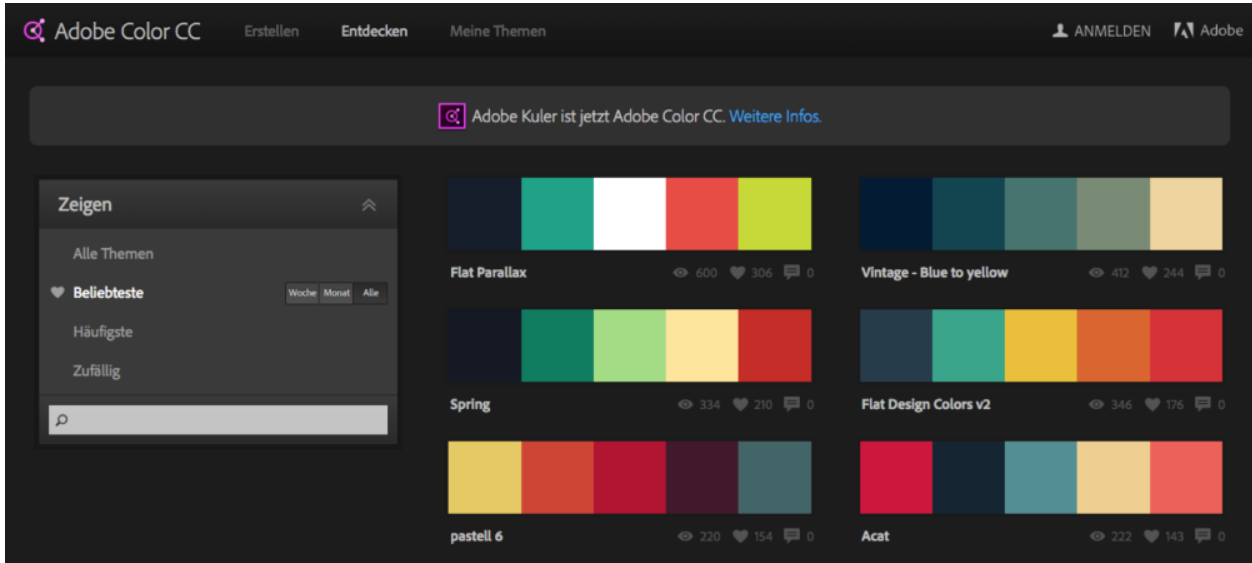 Adobe Color CC Erstellen Entdecken Meine Themen ANMELDEN Adobe
Adobe Kuler ist jetzt Adobe Color CC. Weitere Infos.
Zeigen
Alle Themen
Beliebteste Woche Monat Alle
Häufigste
Zufällig
Flat Parallax 600 306 0
Vintage - Blue to yellow 412 244 0
Spring 334 210 0
Flat Design Colors v2 346 176 0
pastell 6 220 154 0
Acat 222 143 0